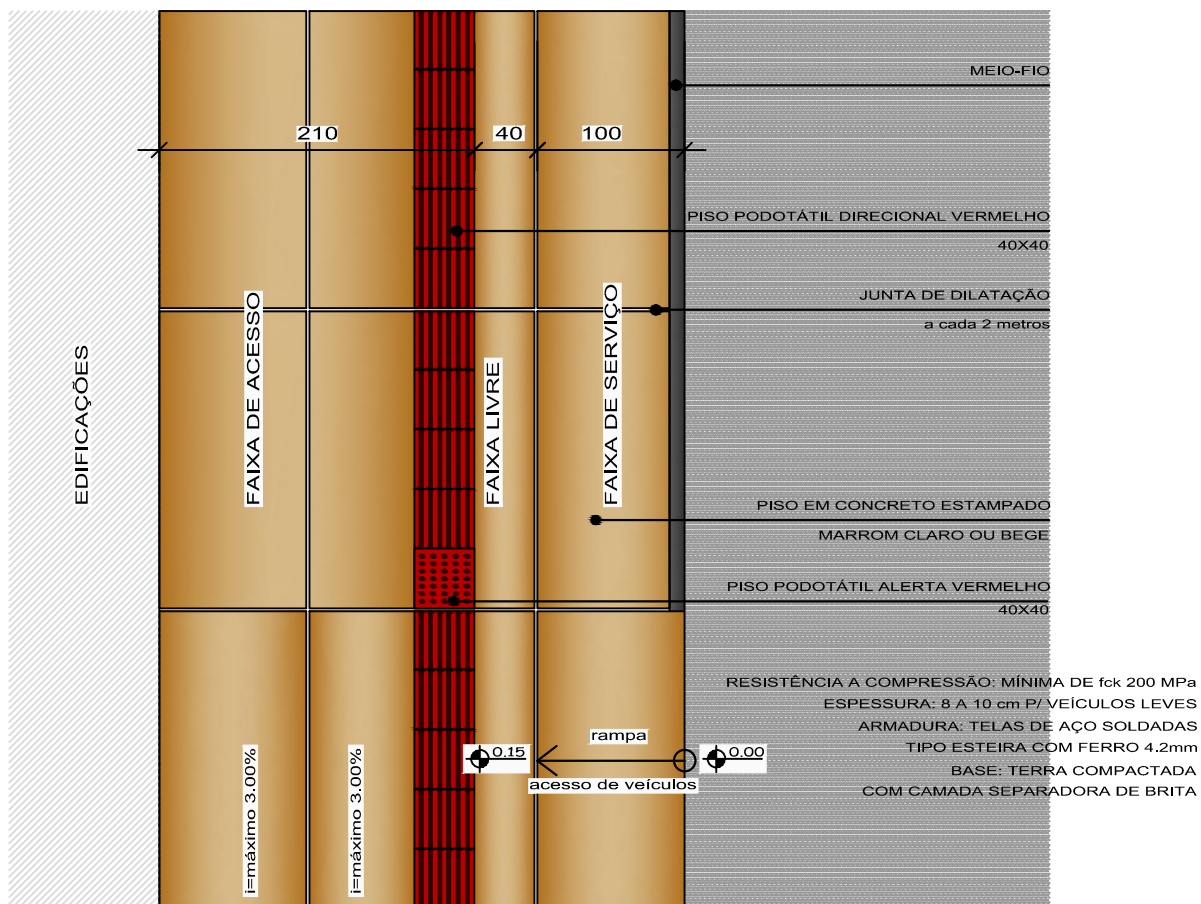 MEIO-FIO
210
40
100
PISO PODOTÁTIL DIRECIONAL VERMELHO
40X40
JUNTA DE DILATAÇÃO
a cada 2 metros
EDIFICAÇÕES
FAIXA DE ACESSO
FAIXA LIVRE
FAIXA DE SERVIÇO
PISO EM CONCRETO ESTAMPADO
MARROM CLARO OU BEGE
PISO PODOTÁTIL ALERTA VERMELHO
40X40
RESISTÊNCIA A COMPRESSÃO: MÍNIMA DE fck 200 MPa
ESPESSURA: 8 A 10 cm P/ VEÍCULOS LEVES
ARMADURA: TELAS DE AÇO SOLDADAS
TIPO ESTEIRA COM FERRO 4.2mm
BASE: TERRA COMPACTADA
COM CAMADA SEPARADORA DE BRITA
rampa
0.15
0.00
acesso de veículos
i=máximo 3.00%
i=máximo 3.00%